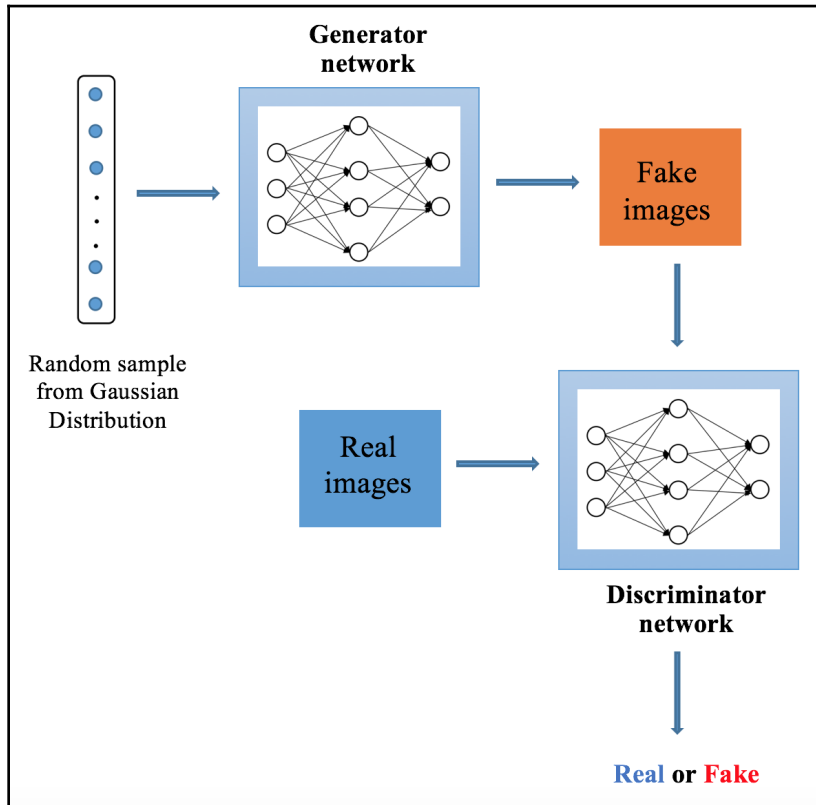 Generator
network
Fake
images
Random sample
from Gaussian
Distribution
Real
images
Discriminator
network
Real or Fake